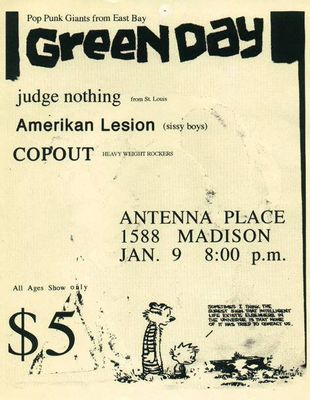 Pop Punk Giants from East Bay
GREEN DAY
judge nothing from St. Louis
Amerikan Lesion (sissy boys)
COPOUT HEAVY WEIGHT ROCKERS
ANTENNA PLACE
1588 MADISON
JAN. 9 8:00 p.m.
All Ages Show only
$5
SOMETIMES I THINK THE
SUREST SIGN THAT INTELLIGENT
LIFE EXISTS ELSEWHERE IN
THE UNIVERSE IS THAT NONE
OF IT HAS TRIED TO CONTACT US.